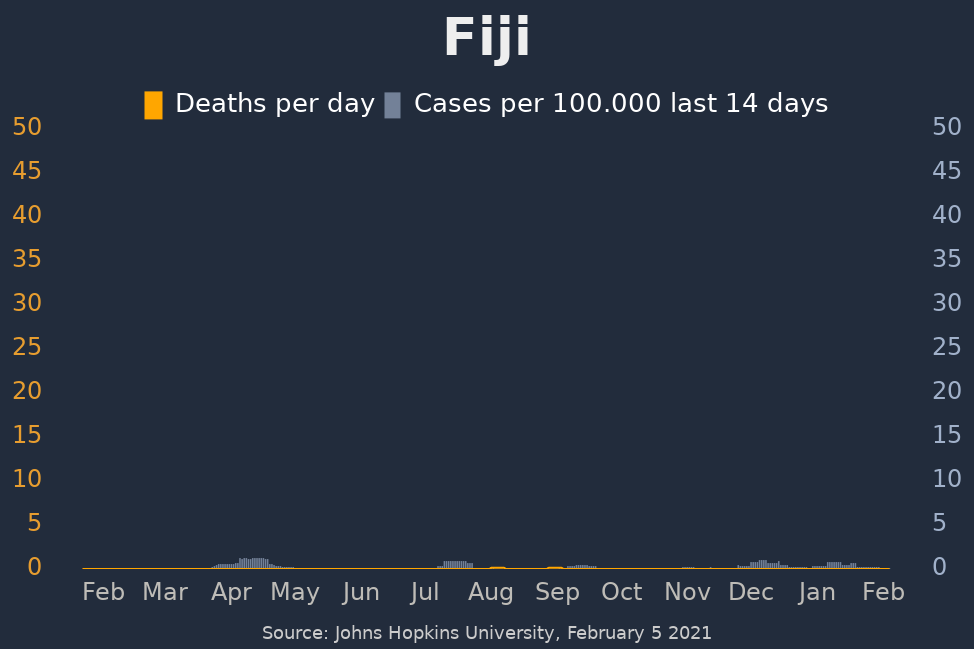 Fiji
Deaths per day Cases per 100.000 last 14 days
50 50
45 45
40 40
35 35
30 30
25 25
20 20
15 15
10 10
5 5
0 0
Feb Mar Apr May Jun Jul Aug Sep Oct Nov Dec Jan Feb
Source: Johns Hopkins University, February 5 2021